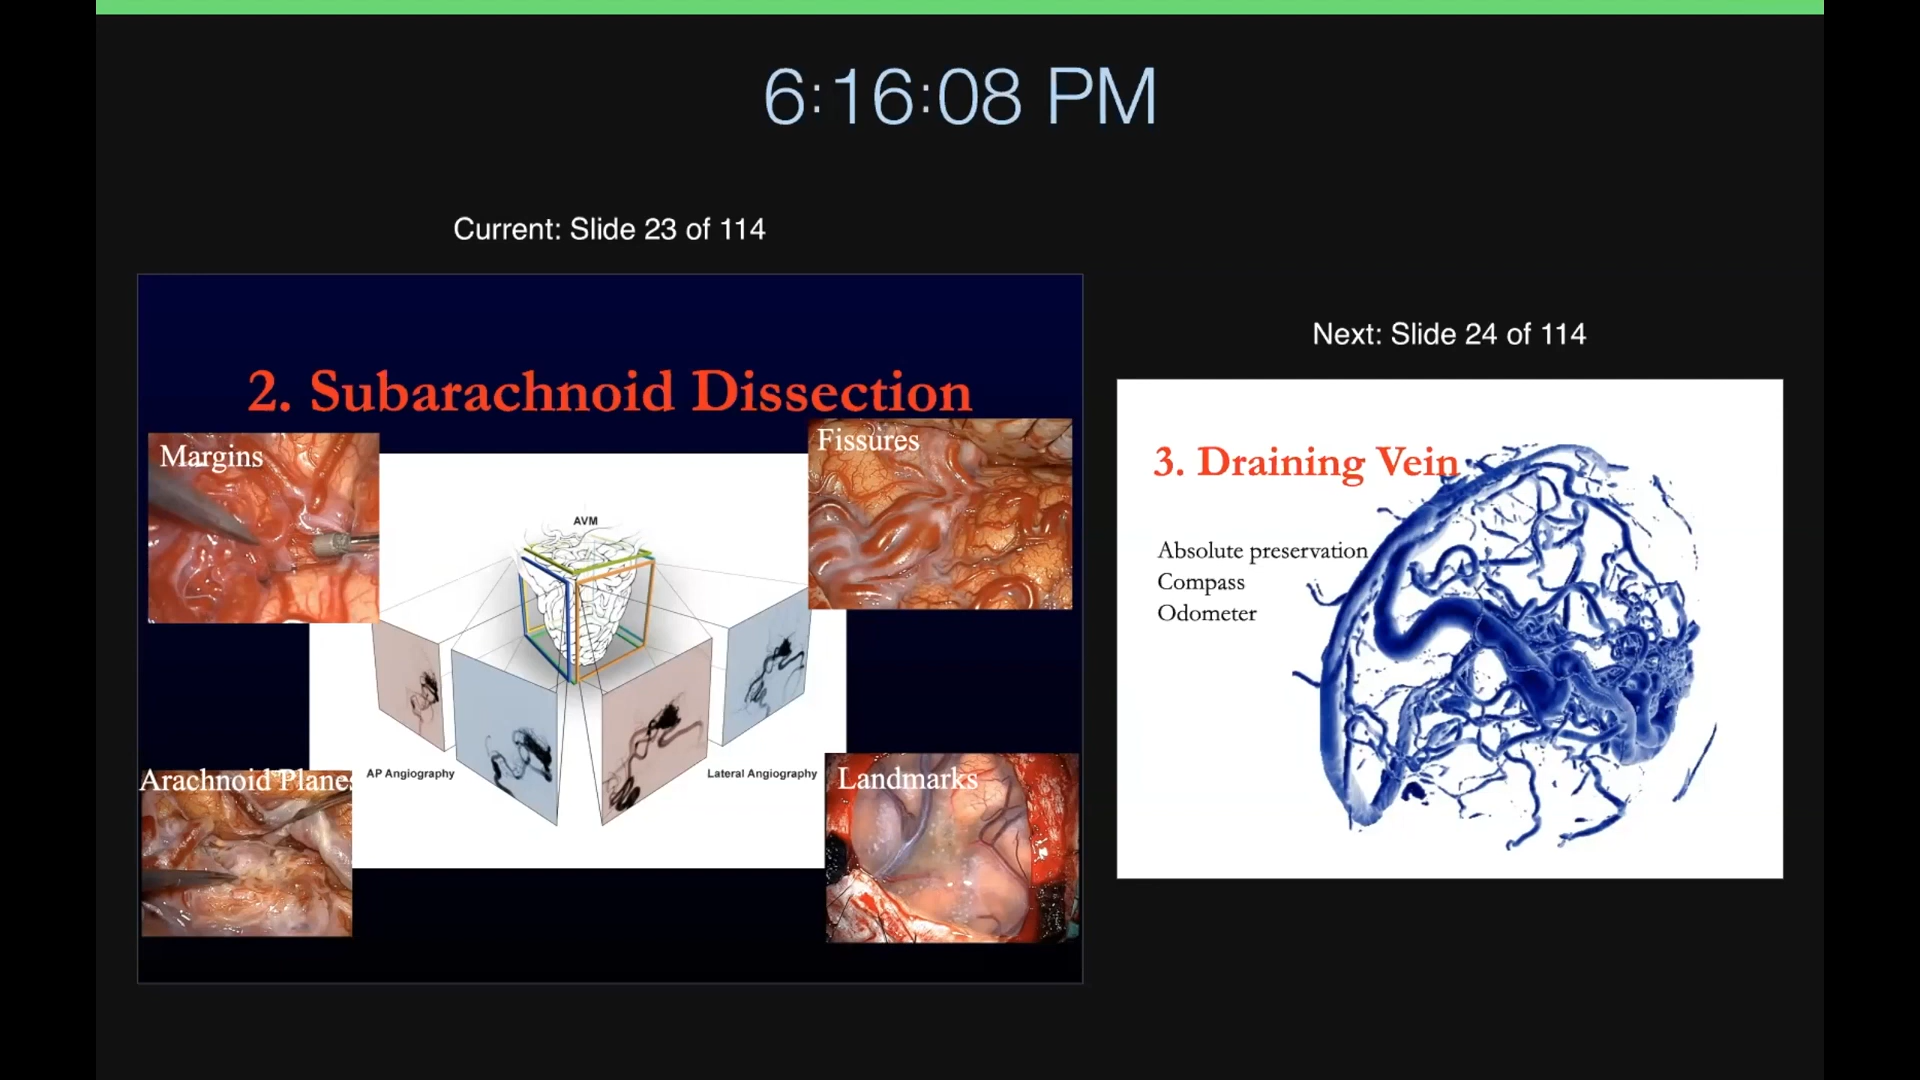 6:16:08 PM
Current: Slide 23 of 114
2. Subarachnoid Dissection
Margins
Fissures
AVM
AP Angiography
Lateral Angiography
Arachnoid Planes
Landmarks
Next: Slide 24 of 114
3. Draining Vein
Absolute preservation
Compass
Odometer